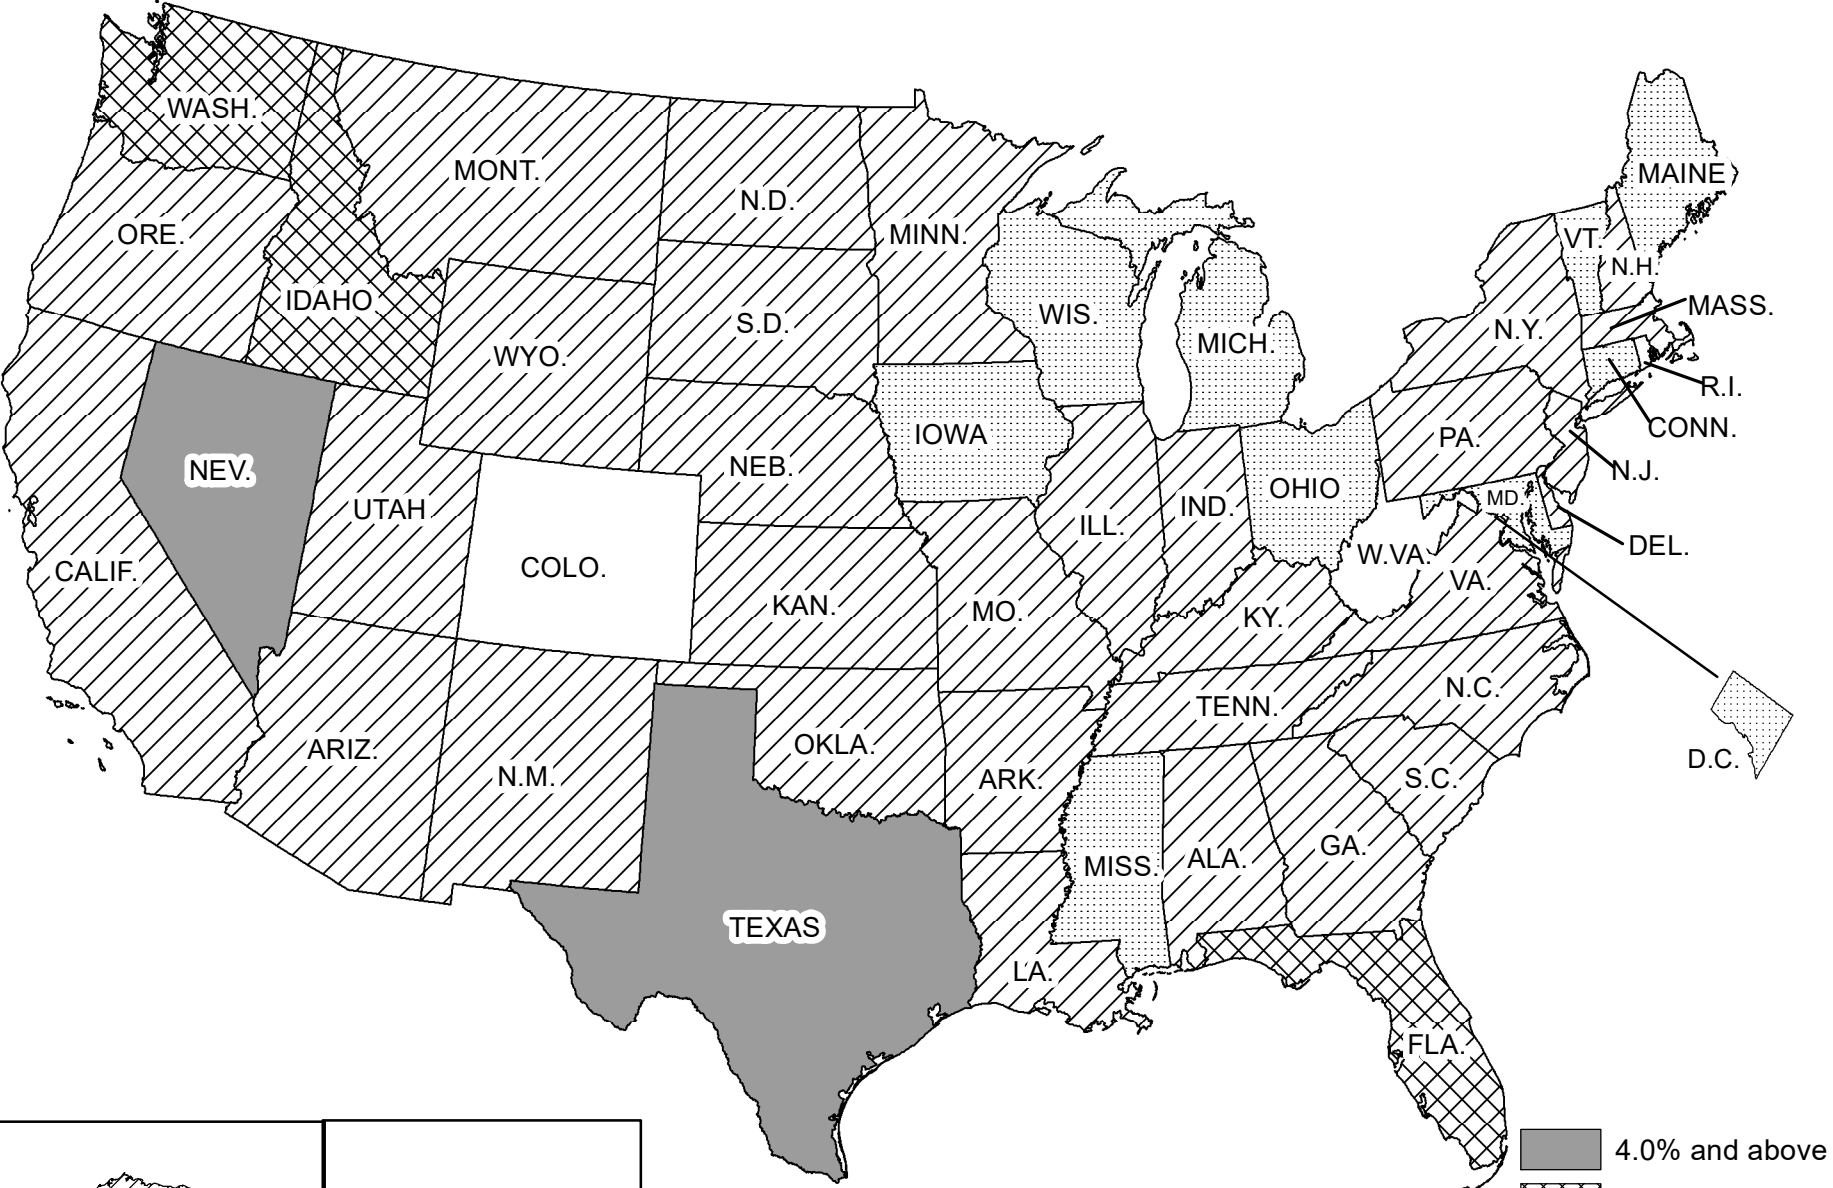 WASH.
MONT.
N.D.
MINN.
MAINE
ORE.
VT.
N.H.
IDAHO
WYO.
S.D.
WIS.
MICH.
N.Y.
MASS.
R.I.
CONN.
N.J.
NEV.
UTAH
NEB.
IOWA
PA.
OHIO
MD.
DEL.
CALIF.
COLO.
KAN.
MO.
ILL.
IND.
W.VA.
VA.
KY.
ARIZ.
N.M.
OKLA.
ARK.
TENN.
N.C.
S.C.
D.C.
TEXAS
LA.
MISS.
ALA.
GA.
FLA.
4.0% and above